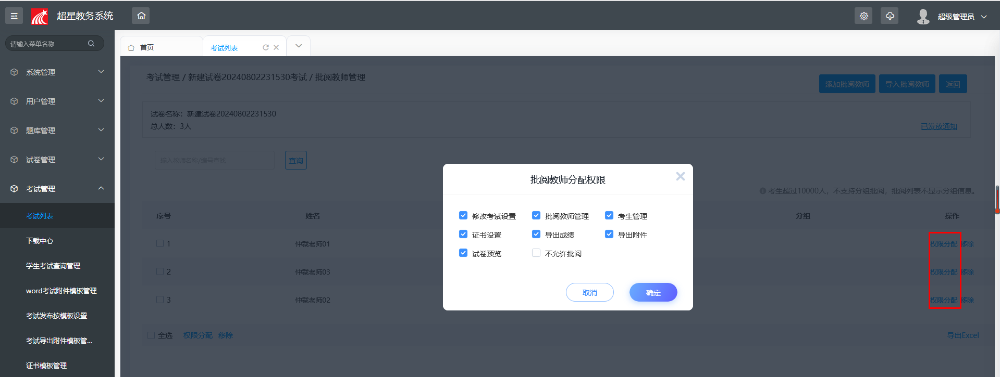 超星教务系统
超级管理员
请输入菜单名称
首页
考试列表
系统管理
用户管理
题库管理
试卷管理
考试管理
考试列表
下载中心
学生考试查询管理
word考试附件模板管理
考试发布按模板设置
考试导出附件模板管...
证书模板管理
考试管理 / 新建试卷20240802231530考试 / 批阅教师管理
添加批阅教师 导入批阅教师 返回
试卷名称：新建试卷20240802231530
总人数：3人
已发放通知
输入教师名称/编号查找 查询
考生超过10000人，不支持分组批阅，批阅列表不显示分组信息。
序号 姓名 分组 操作
1 仲裁老师01 权限分配 移除
2 仲裁老师03 权限分配 移除
3 仲裁老师02 权限分配 移除
全选 权限分配 移除 导出Excel
批阅教师分配权限
修改考试设置 批阅教师管理 考生管理
证书设置 导出成绩 导出附件
试卷预览 不允许批阅
取消 确定